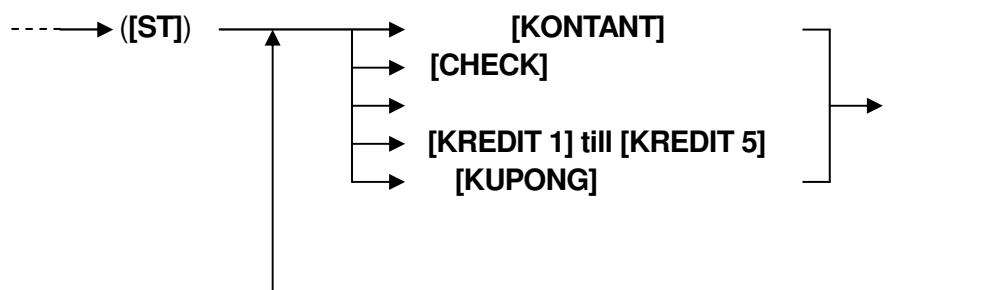 ([ST]) [KONTANT]
[CHECK]
[KREDIT 1] till [KREDIT 5]
[KUPONG]